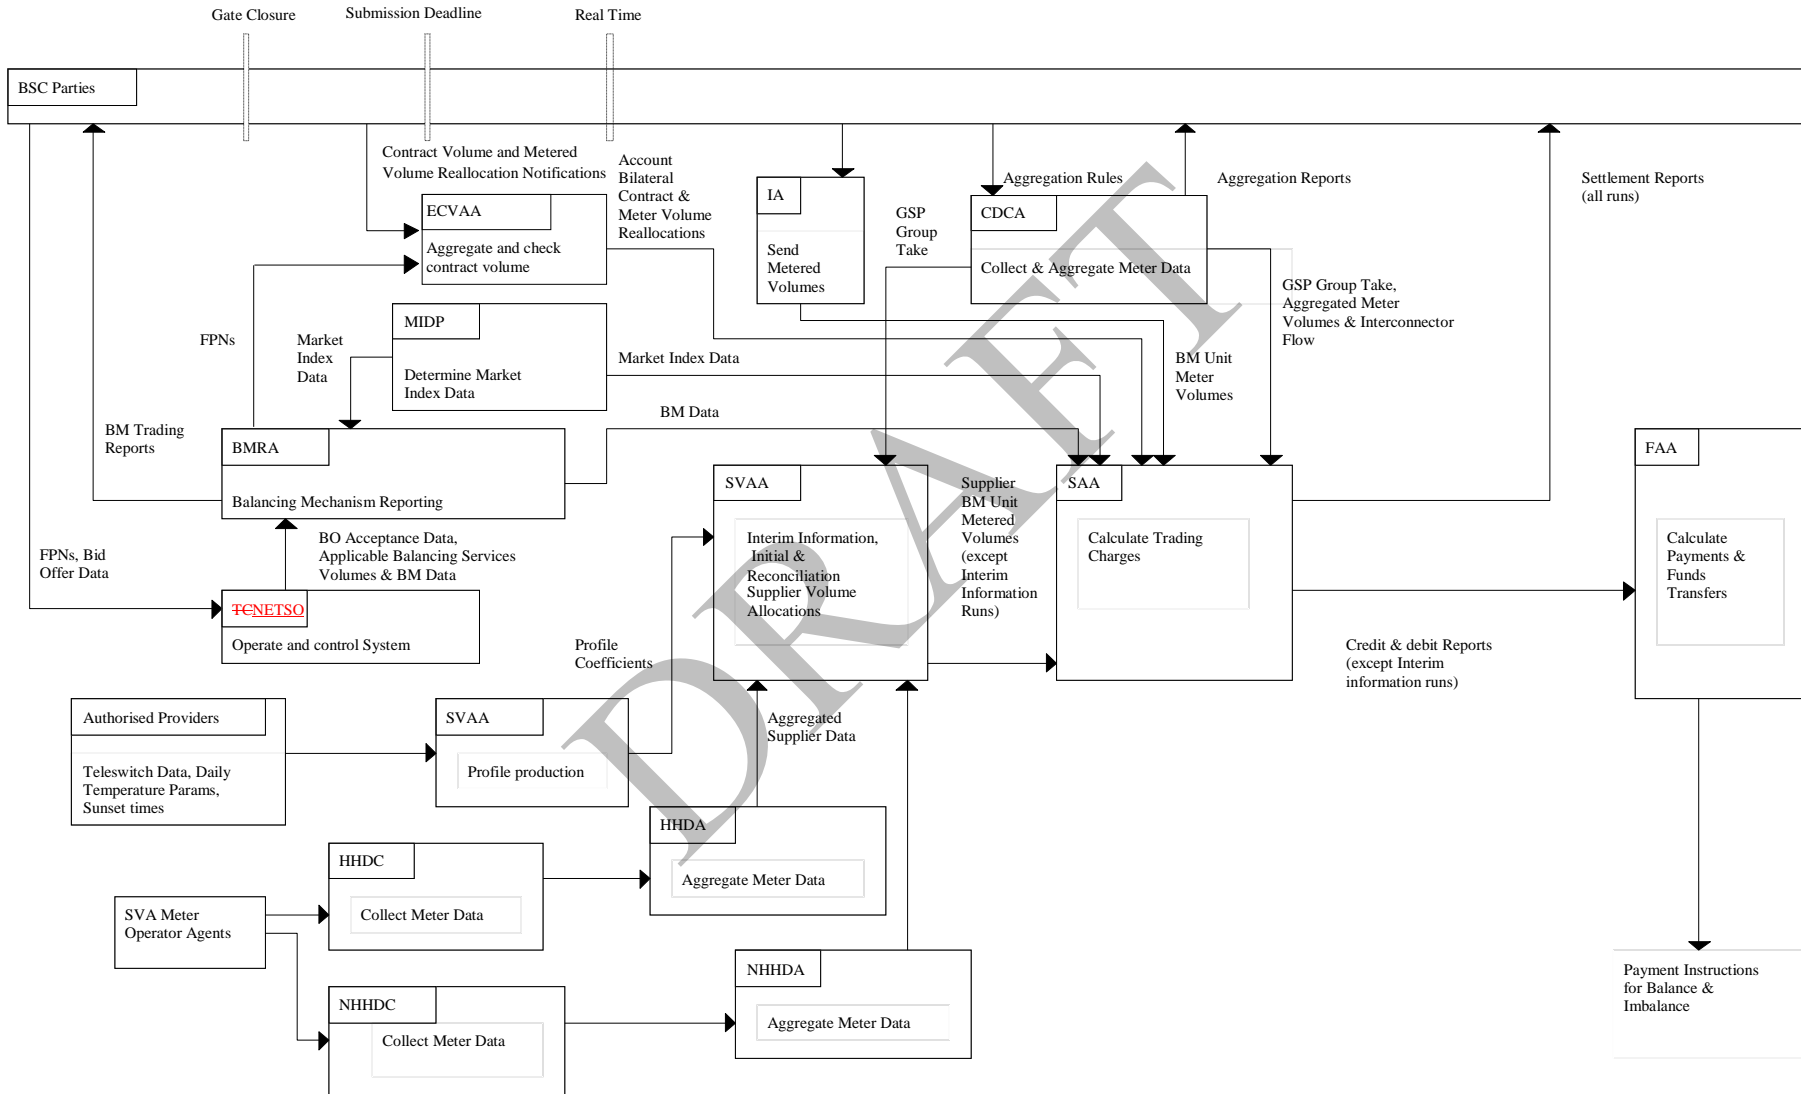 Gate Closure
Submission Deadline
Real Time
BSC Parties
Contract Volume and Metered
Volume Reallocation Notifications
Account
Bilateral
Contract &
Meter Volume
Reallocations
ECVAA
Aggregate and check
contract volume
IA
Send
Metered
Volumes
GSP
Group
Take
Aggregation Rules
CDCA
Collect & Aggregate Meter Data
Aggregation Reports
Settlement Reports
(all runs)
GSP Group Take,
Aggregated Meter
Volumes & Interconnector
Flow
FPNs
Market
Index
Data
MIDP
Determine Market
Index Data
Market Index Data
BM Unit
Meter
Volumes
BM Data
BM Trading
Reports
BMRA
Balancing Mechanism Reporting
FPNs, Bid
Offer Data
BO Acceptance Data,
Applicable Balancing Services
Volumes & BM Data
TCNETSO
Operate and control System
SVAA
Interim Information,
Initial &
Reconciliation
Supplier Volume
Allocations
Supplier
BM Unit
Metered
Volumes
(except
Interim
Information
Runs)
SAA
Calculate Trading
Charges
FAA
Calculate
Payments &
Funds
Transfers
Profile
Coefficients
Credit & debit Reports
(except Interim
information runs)
Authorised Providers
Teleswitch Data, Daily
Temperature Params,
Sunset times
SVAA
Profile production
Aggregated
Supplier Data
HHDA
Aggregate Meter Data
HHDC
Collect Meter Data
SVA Meter
Operator Agents
NHHDA
Aggregate Meter Data
NHHDC
Collect Meter Data
Payment Instructions
for Balance &
Imbalance
DRAFT